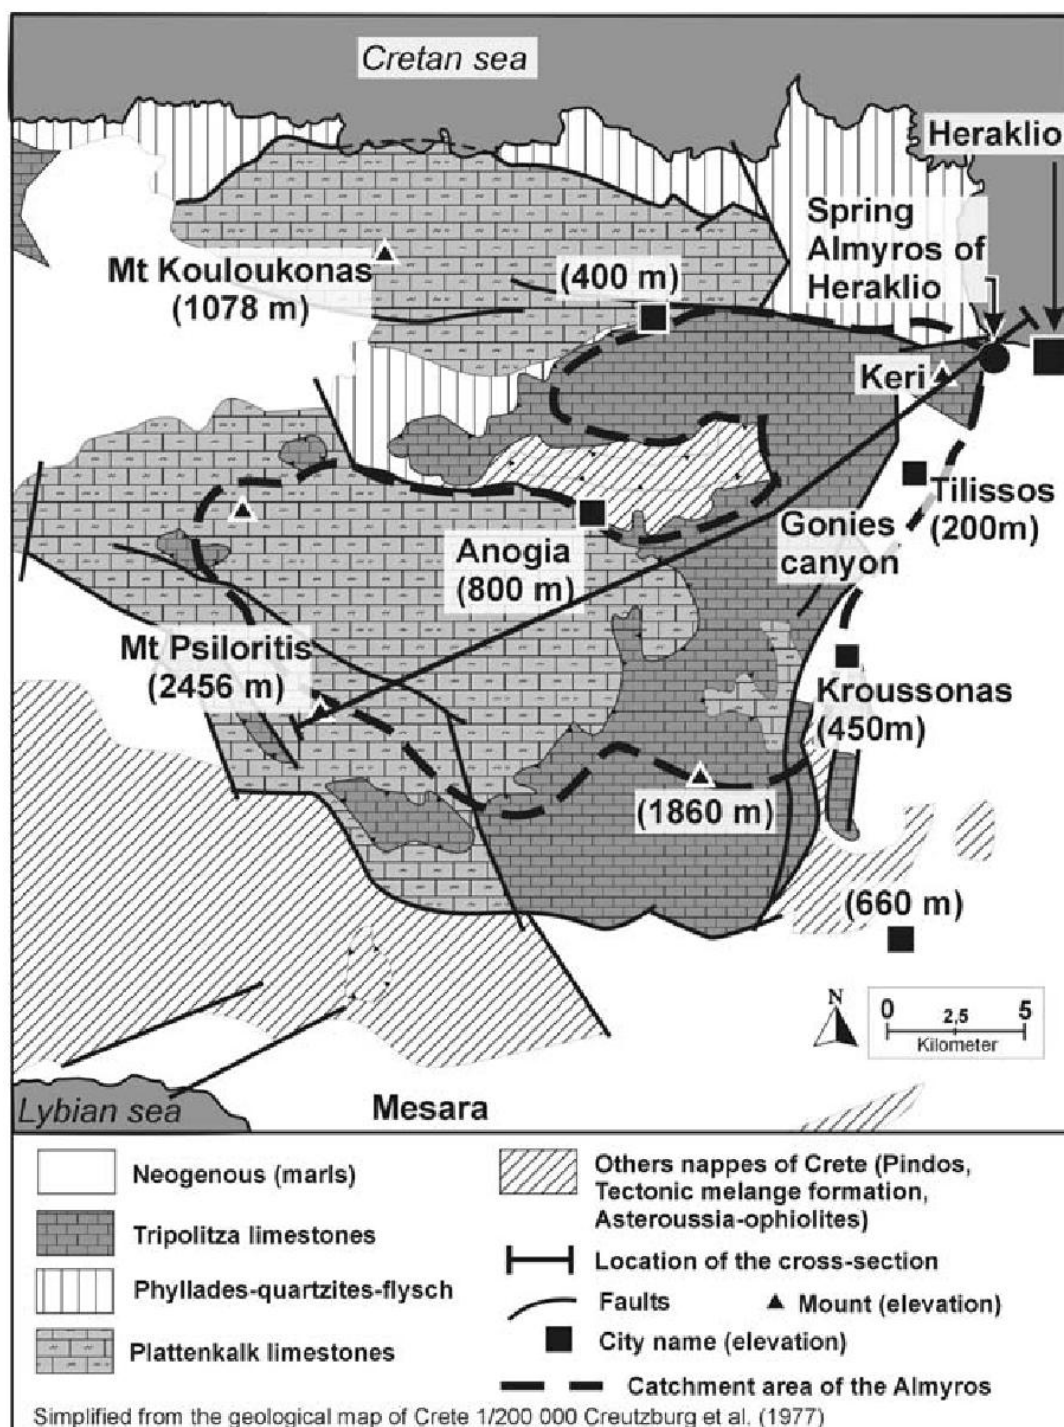 Cretan sea
Heraklio
Spring
Almyros of
Heraklio
Mt Kouloukonas
(1078 m)
(400 m)
Keri
Tilissos
(200m)
Gonies
canyon
Anogia
(800 m)
Mt Psiloritis
(2456 m)
Kroussonas
(450m)
(1860 m)
(660 m)
N
0 2,5 5
Kilometer
Lybian sea
Mesara
Neogenous (marls)
Tripolitza limestones
Phyllades-quartzites-flysch
Plattenkalk limestones
Others nappes of Crete (Pindos,
Tectonic melange formation,
Asteroussia-ophiolites)
Location of the cross-section
Faults
Mount (elevation)
City name (elevation)
Catchment area of the Almyros
Simplified from the geological map of Crete 1/200 000 Creutzburg et al. (1977)